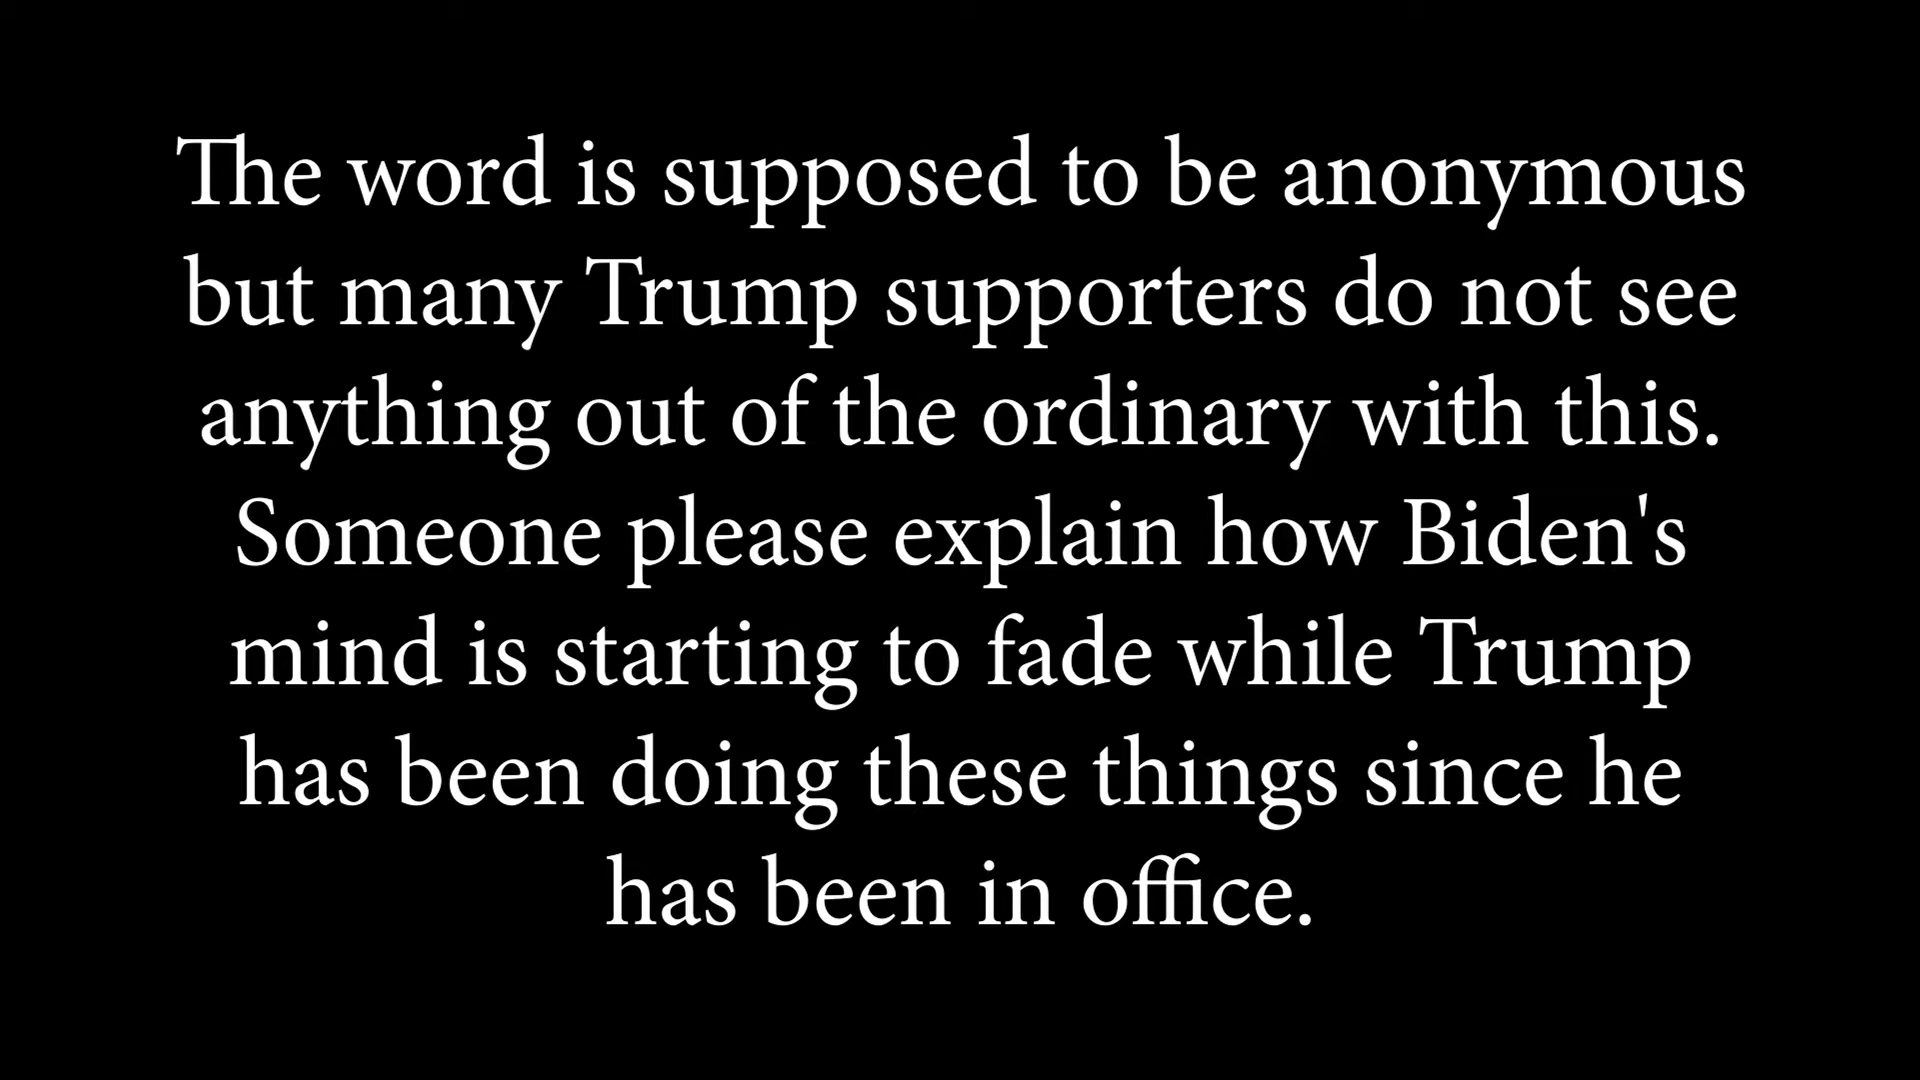 The word is supposed to be anonymous
but many Trump supporters do not see
anything out of the ordinary with this.
Someone please explain how Biden's
mind is starting to fade while Trump
has been doing these things since he
has been in office.